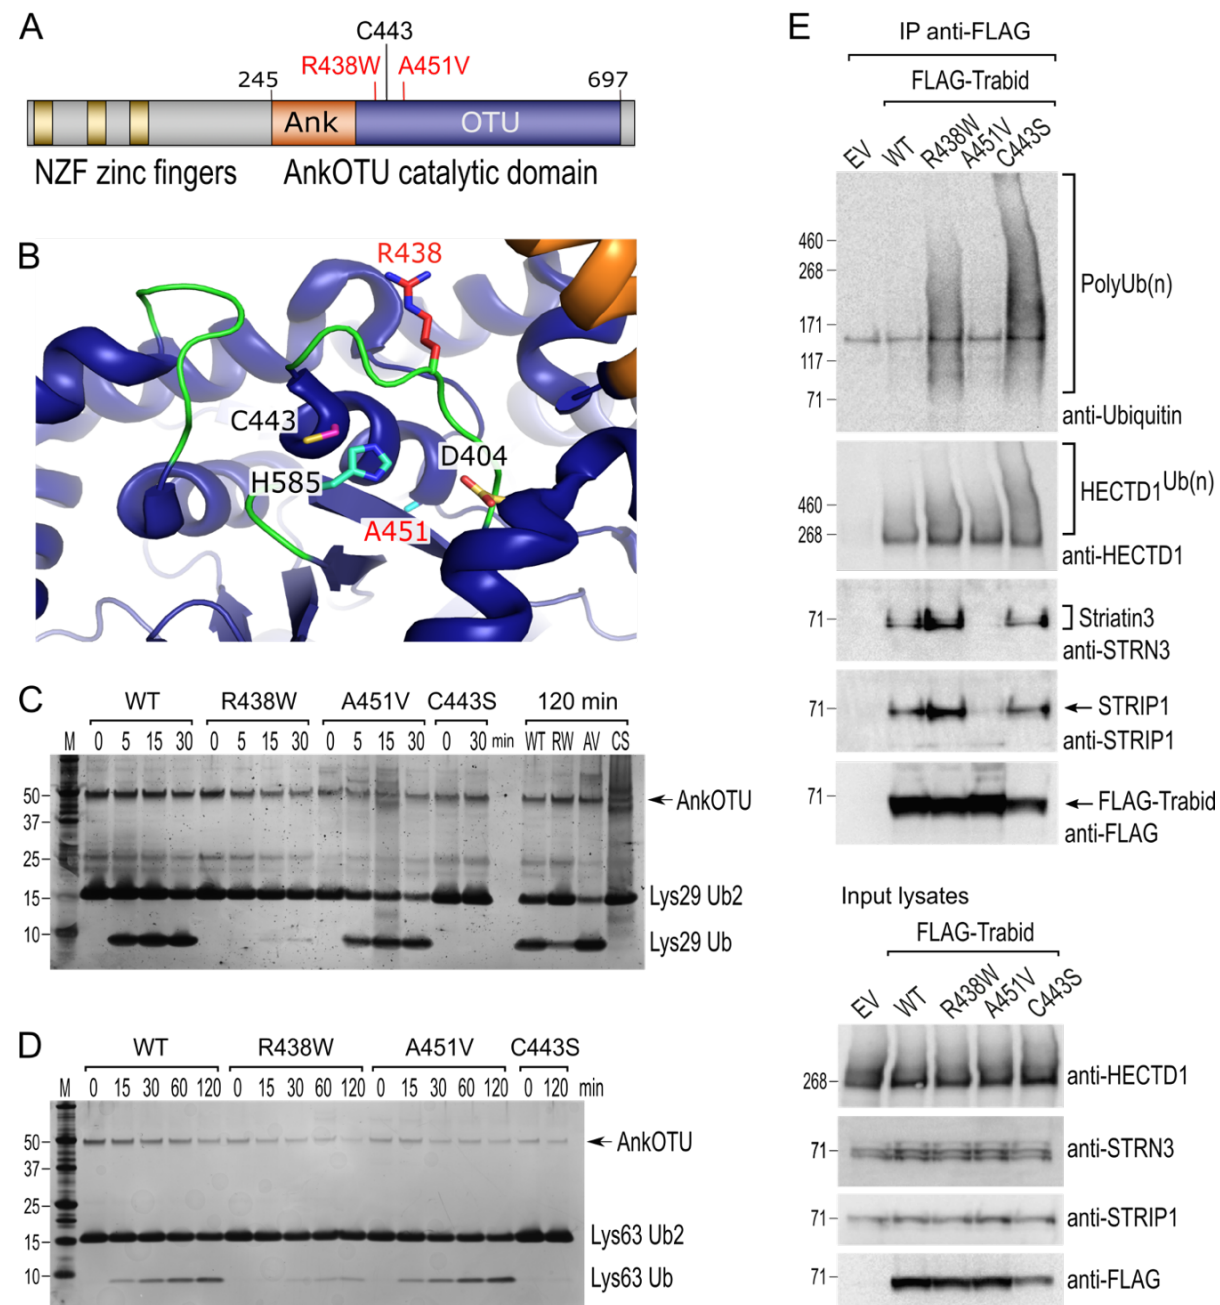 A
C443
R438W A451V
245 697
Ank OTU
NZF zinc fingers AnkOTU catalytic domain
B
R438
C443
D404
H585
A451
C
WT R438W A451V C443S 120 min
M 0 5 15 30 0 5 15 30 0 5 15 30 0 30 min WT RW AV CS
50
AnkOTU
37
25
15
Lys29 Ub2
10
Lys29 Ub
D
WT R438W A451V C443S
M 0 15 30 60 120 0 15 30 60 120 0 15 30 60 120 0 120 min
50
AnkOTU
37
25
15
Lys63 Ub2
10
Lys63 Ub
E
IP anti-FLAG
FLAG-Trabid
EV WT R438W A451V C443S
460
268
PolyUb(n)
171
117
71
anti-Ubiquitin
HECTD1Ub(n)
460
268
anti-HECTD1
71
Striatin3
anti-STRN3
71
STRIP1
anti-STRIP1
71
FLAG-Trabid
anti-FLAG
Input lysates
FLAG-Trabid
EV WT R438W A451V C443S
268
anti-HECTD1
71
anti-STRN3
71
anti-STRIP1
71
anti-FLAG